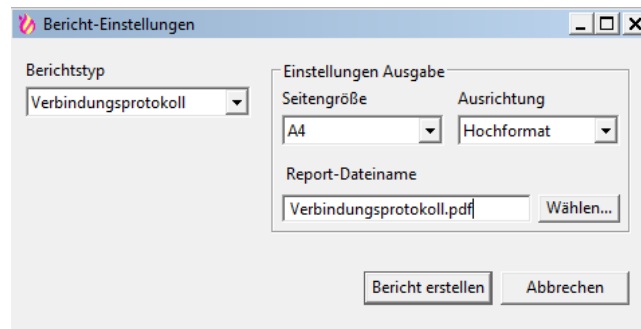 Bericht-Einstellungen
Berichtstyp
Verbindungsprotokoll
Einstellungen Ausgabe
Seitengröße
Ausrichtung
A4
Hochformat
Report-Dateiname
Verbindungsprotokoll.pdf
Wählen...
Bericht erstellen
Abbrechen